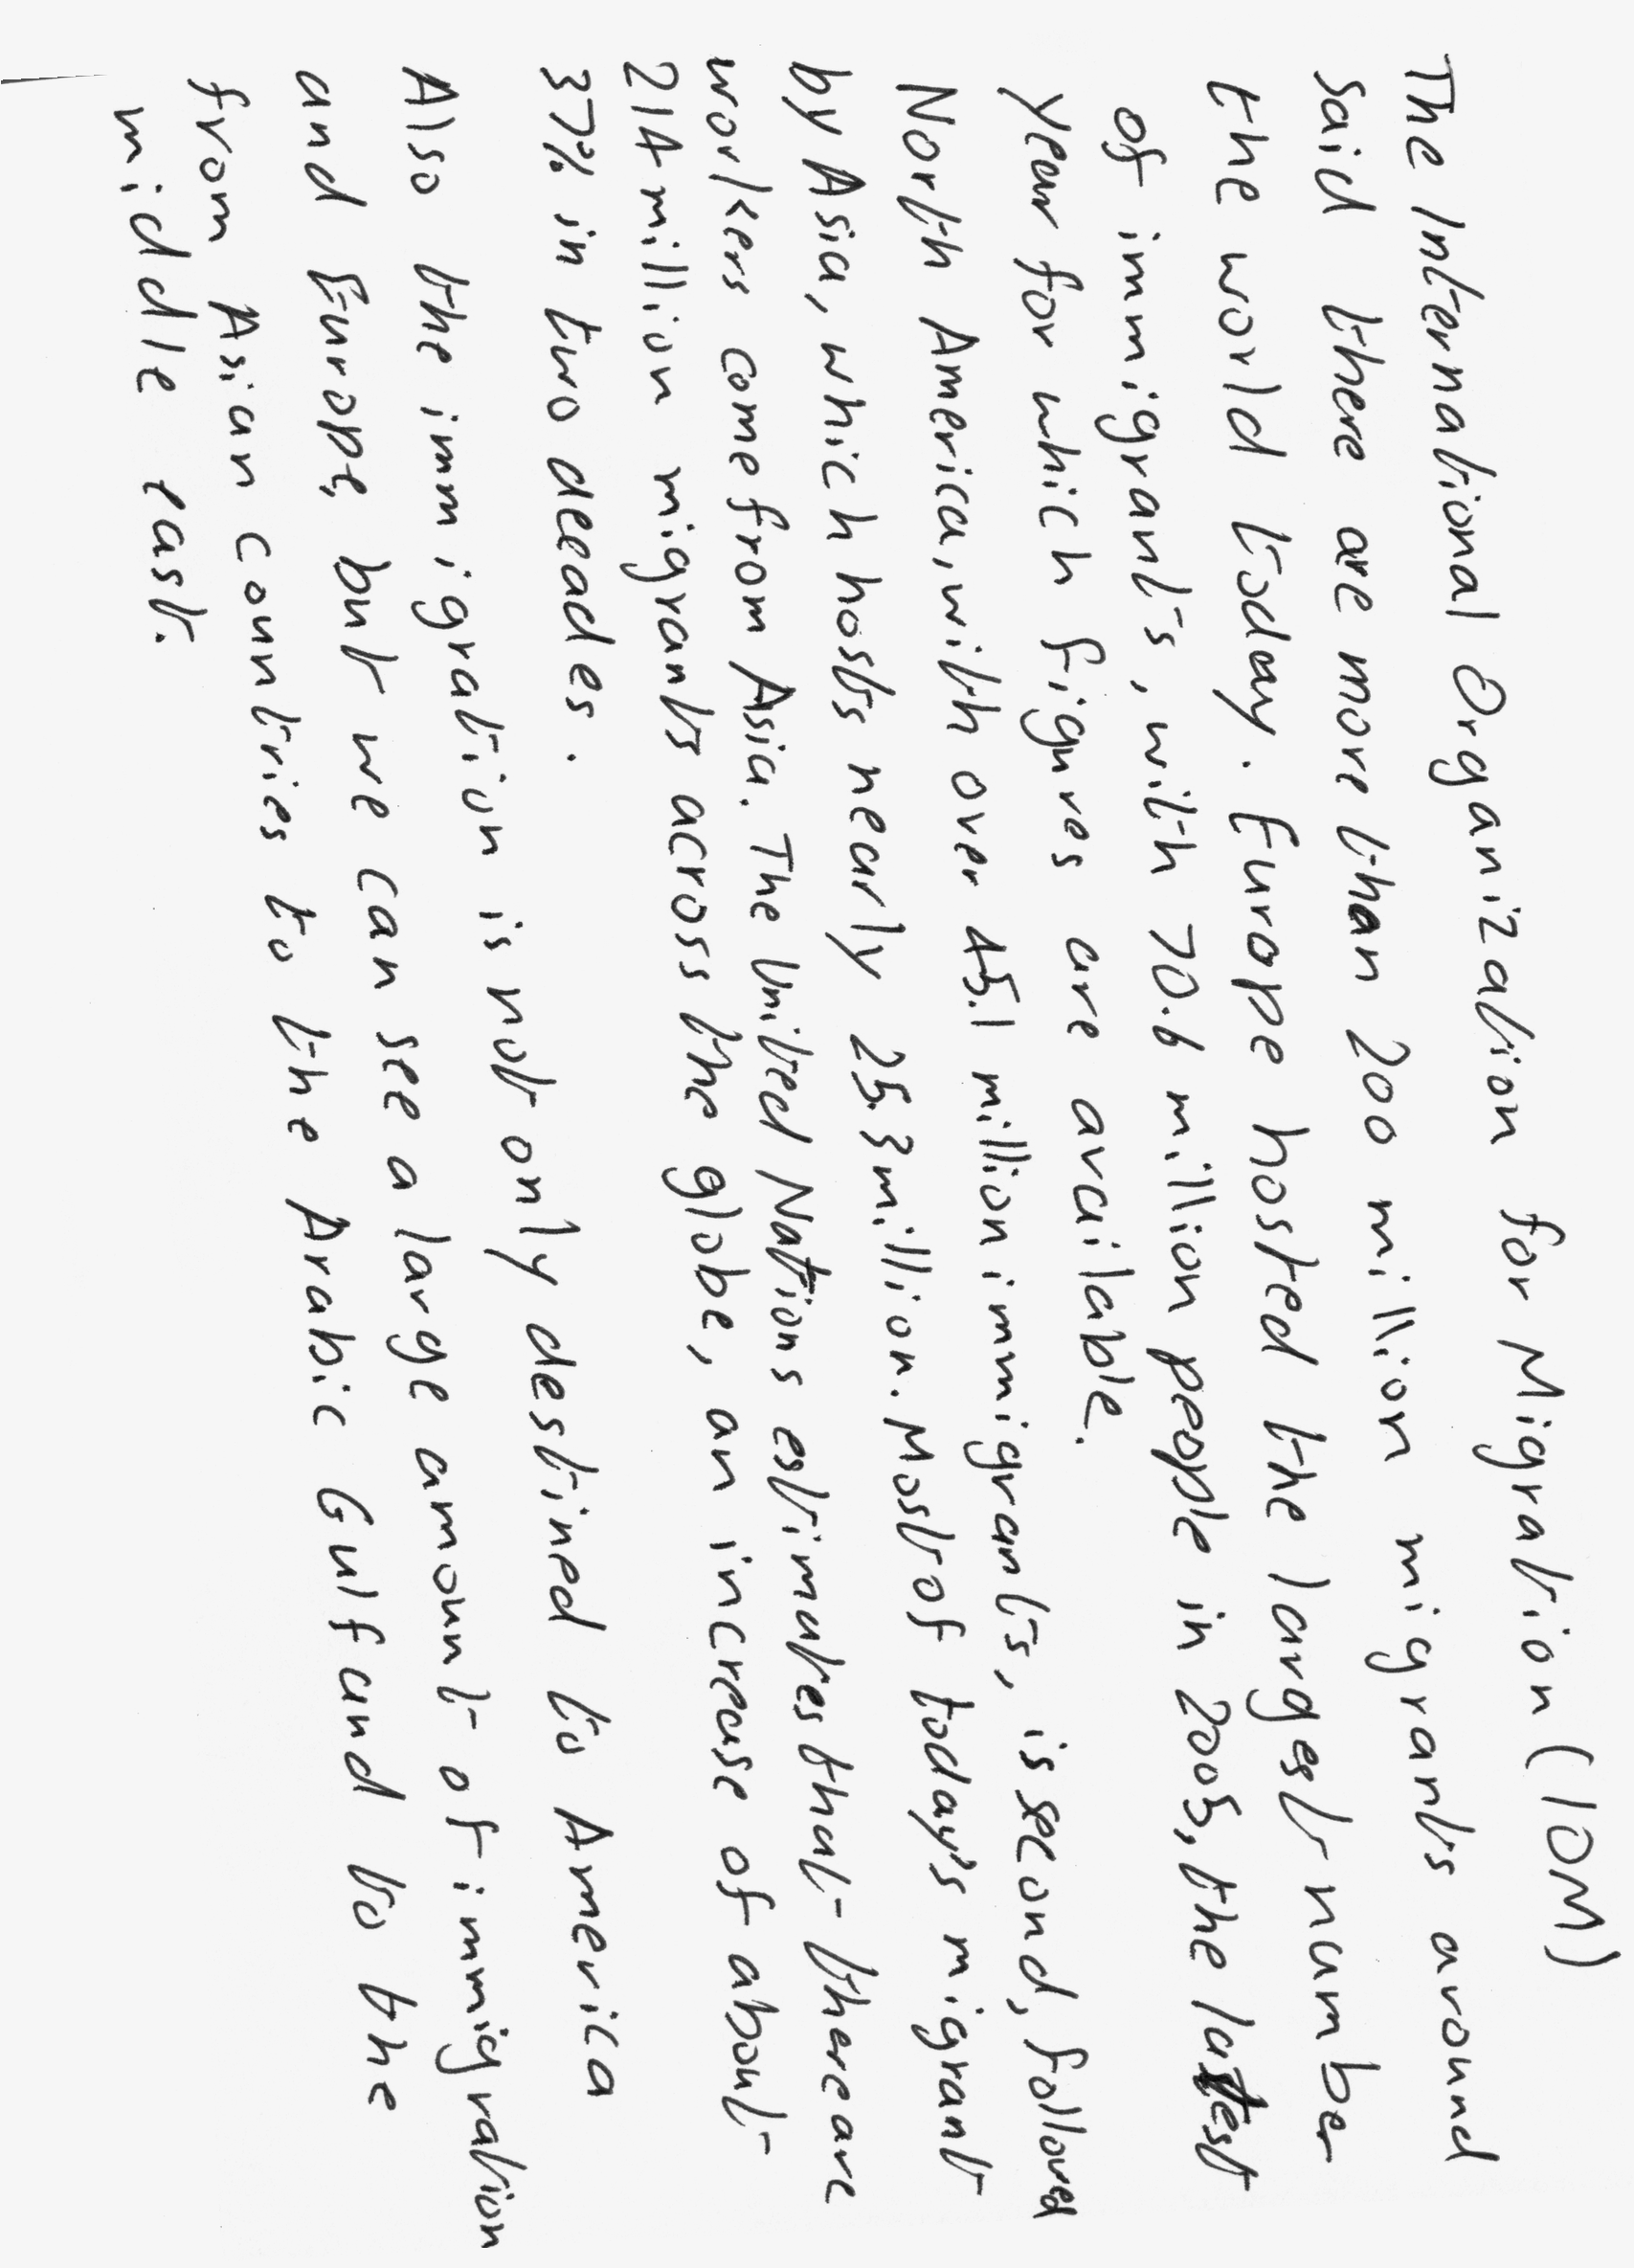 The International Organization for Migration (IOM)
said there are more than 200 million migrants around
the world today. Europe hosted the largest number
of immigrants, with 70.6 million people in 2005, the latest
year for which figures are available.
North America, with over 45.1 million immigrants, is second, followed
by Asia, which hosts nearly 25.3 million. Most of today's migrant
workers come from Asia. The United Nations estimates that there are
214 million migrants across the globe, an increase of about
37% in two decades.
Also the immigration is not only destined to America
and Europe, but we can see a large amount of immigration
from Asian countries to the Arabic Gulf and to the
middle east.